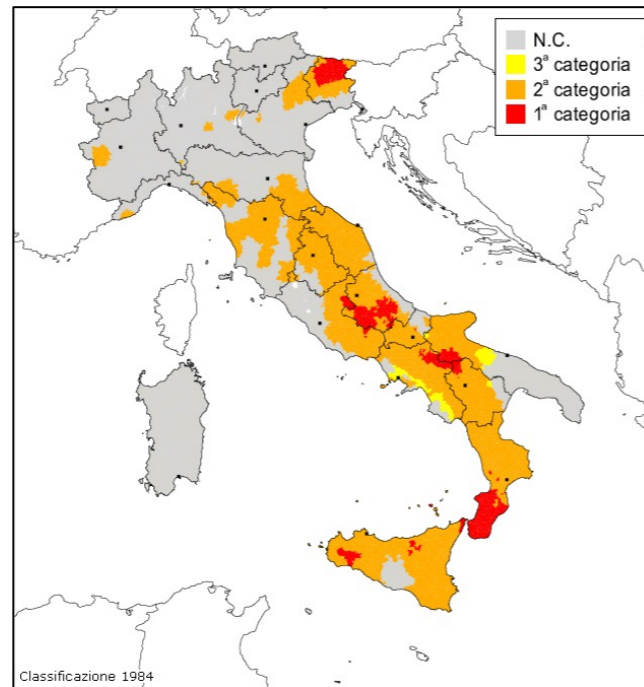 N.C.
3ª categoria
2ª categoria
1ª categoria
Classificazione 1984